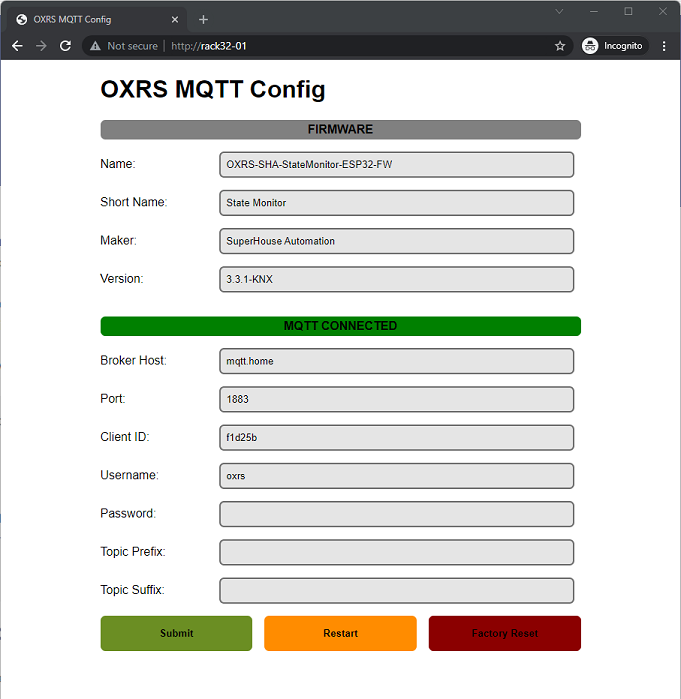 OXRS MQTT Config
Not secure | http://rack32-01
Incognito
OXRS MQTT Config
FIRMWARE
Name: OXRS-SHA-StateMonitor-ESP32-FW
Short Name: State Monitor
Maker: SuperHouse Automation
Version: 3.3.1-KNX
MQTT CONNECTED
Broker Host: mqtt.home
Port: 1883
Client ID: f1d25b
Username: oxrs
Password:
Topic Prefix:
Topic Suffix:
Submit Restart Factory Reset